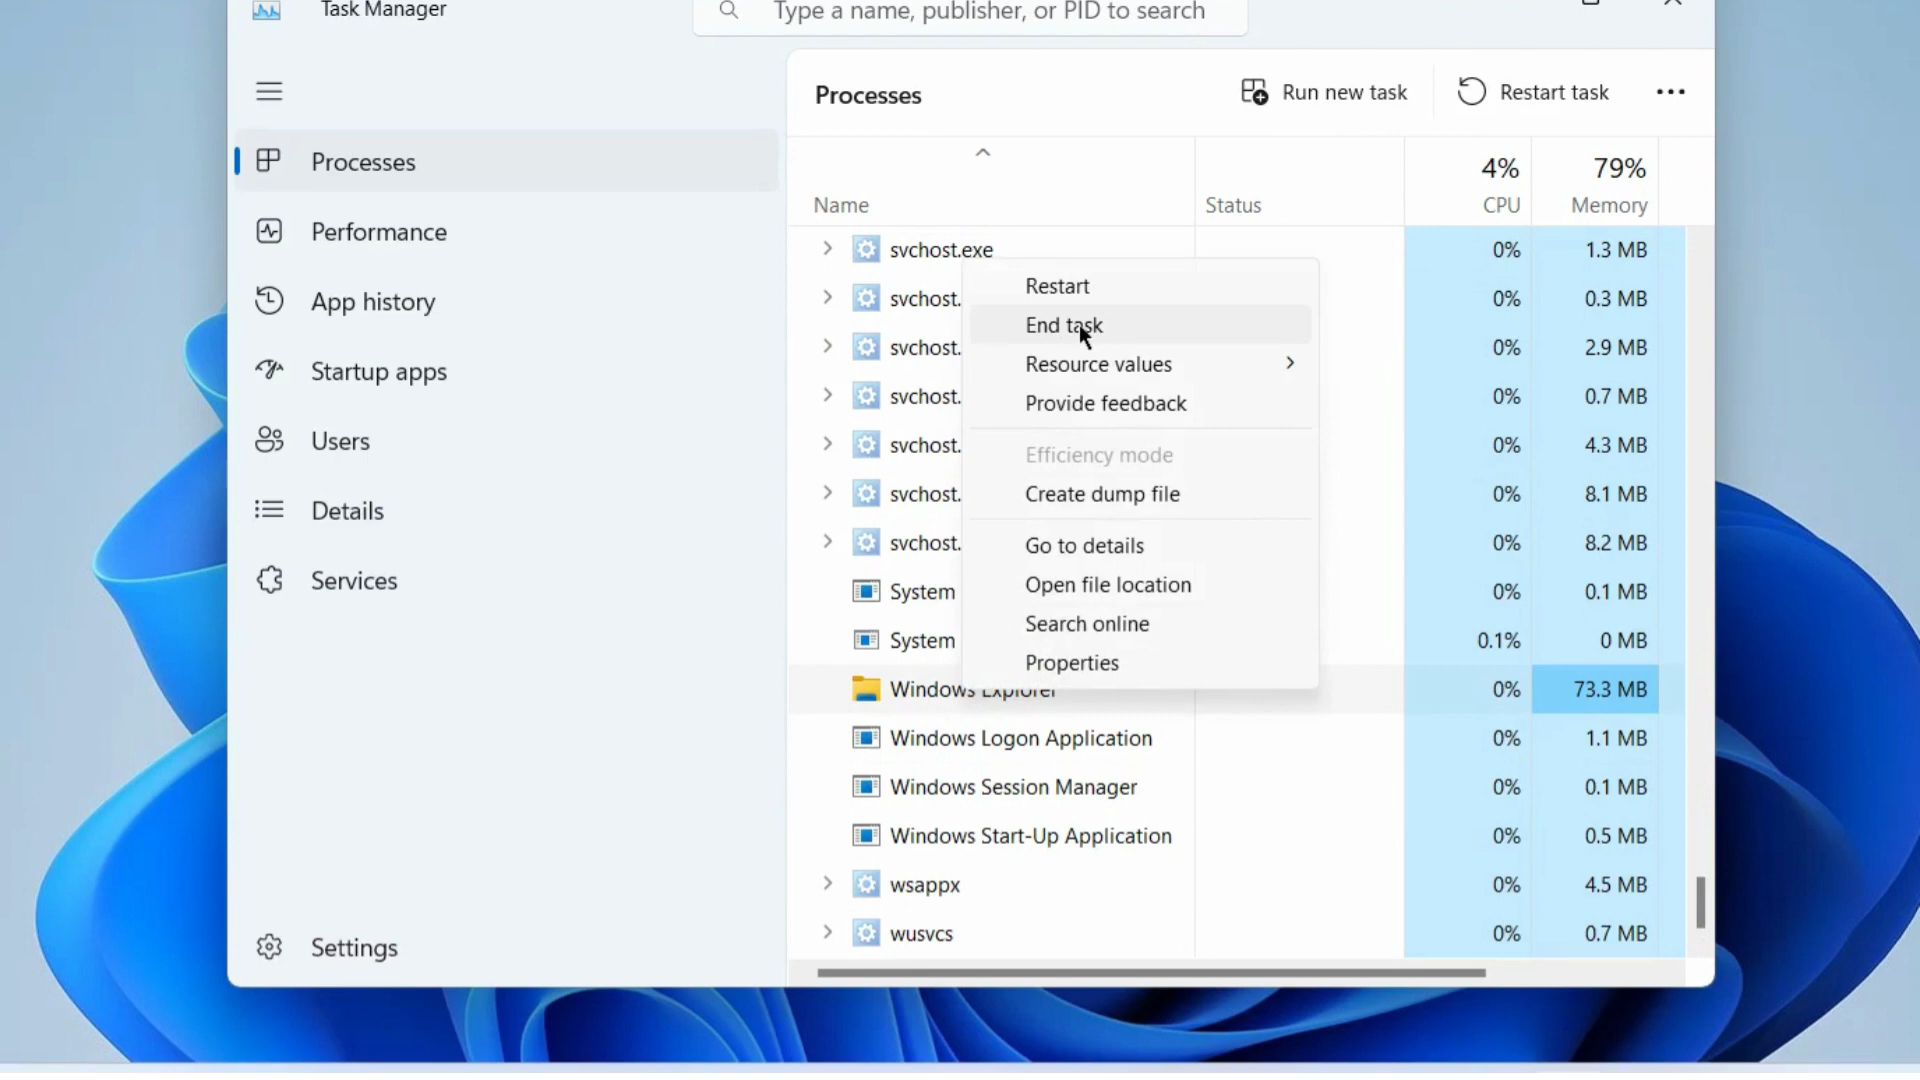 Task Manager
Type a name, publisher, or PID to search
Processes
Run new task
Restart task
Processes
Performance
App history
Startup apps
Users
Details
Services
Settings
4%
79%
Name
Status
CPU
Memory
svchost.exe
0%
1.3 MB
svchost.
0%
0.3 MB
svchost.
0%
2.9 MB
svchost.
0%
0.7 MB
svchost.
0%
4.3 MB
svchost.
0%
8.1 MB
svchost.
0%
8.2 MB
System
0%
0.1 MB
System
0.1%
0 MB
Windows Explorer
0%
73.3 MB
Windows Logon Application
0%
1.1 MB
Windows Session Manager
0%
0.1 MB
Windows Start-Up Application
0%
0.5 MB
wsappx
0%
4.5 MB
wusvcs
0%
0.7 MB
Restart
End task
Resource values
Provide feedback
Efficiency mode
Create dump file
Go to details
Open file location
Search online
Properties